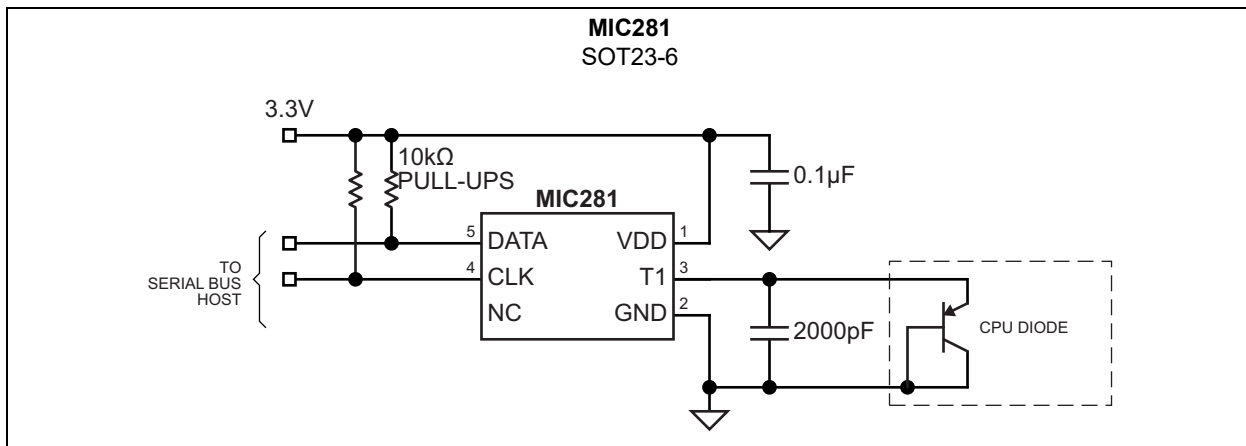 MIC281
SOT23-6
3.3V
10kΩ
PULL-UPS
0.1µF
MIC281
TO
SERIAL BUS
HOST
5 DATA VDD 1
4 CLK T1 3
NC GND 2
2000pF
CPU DIODE